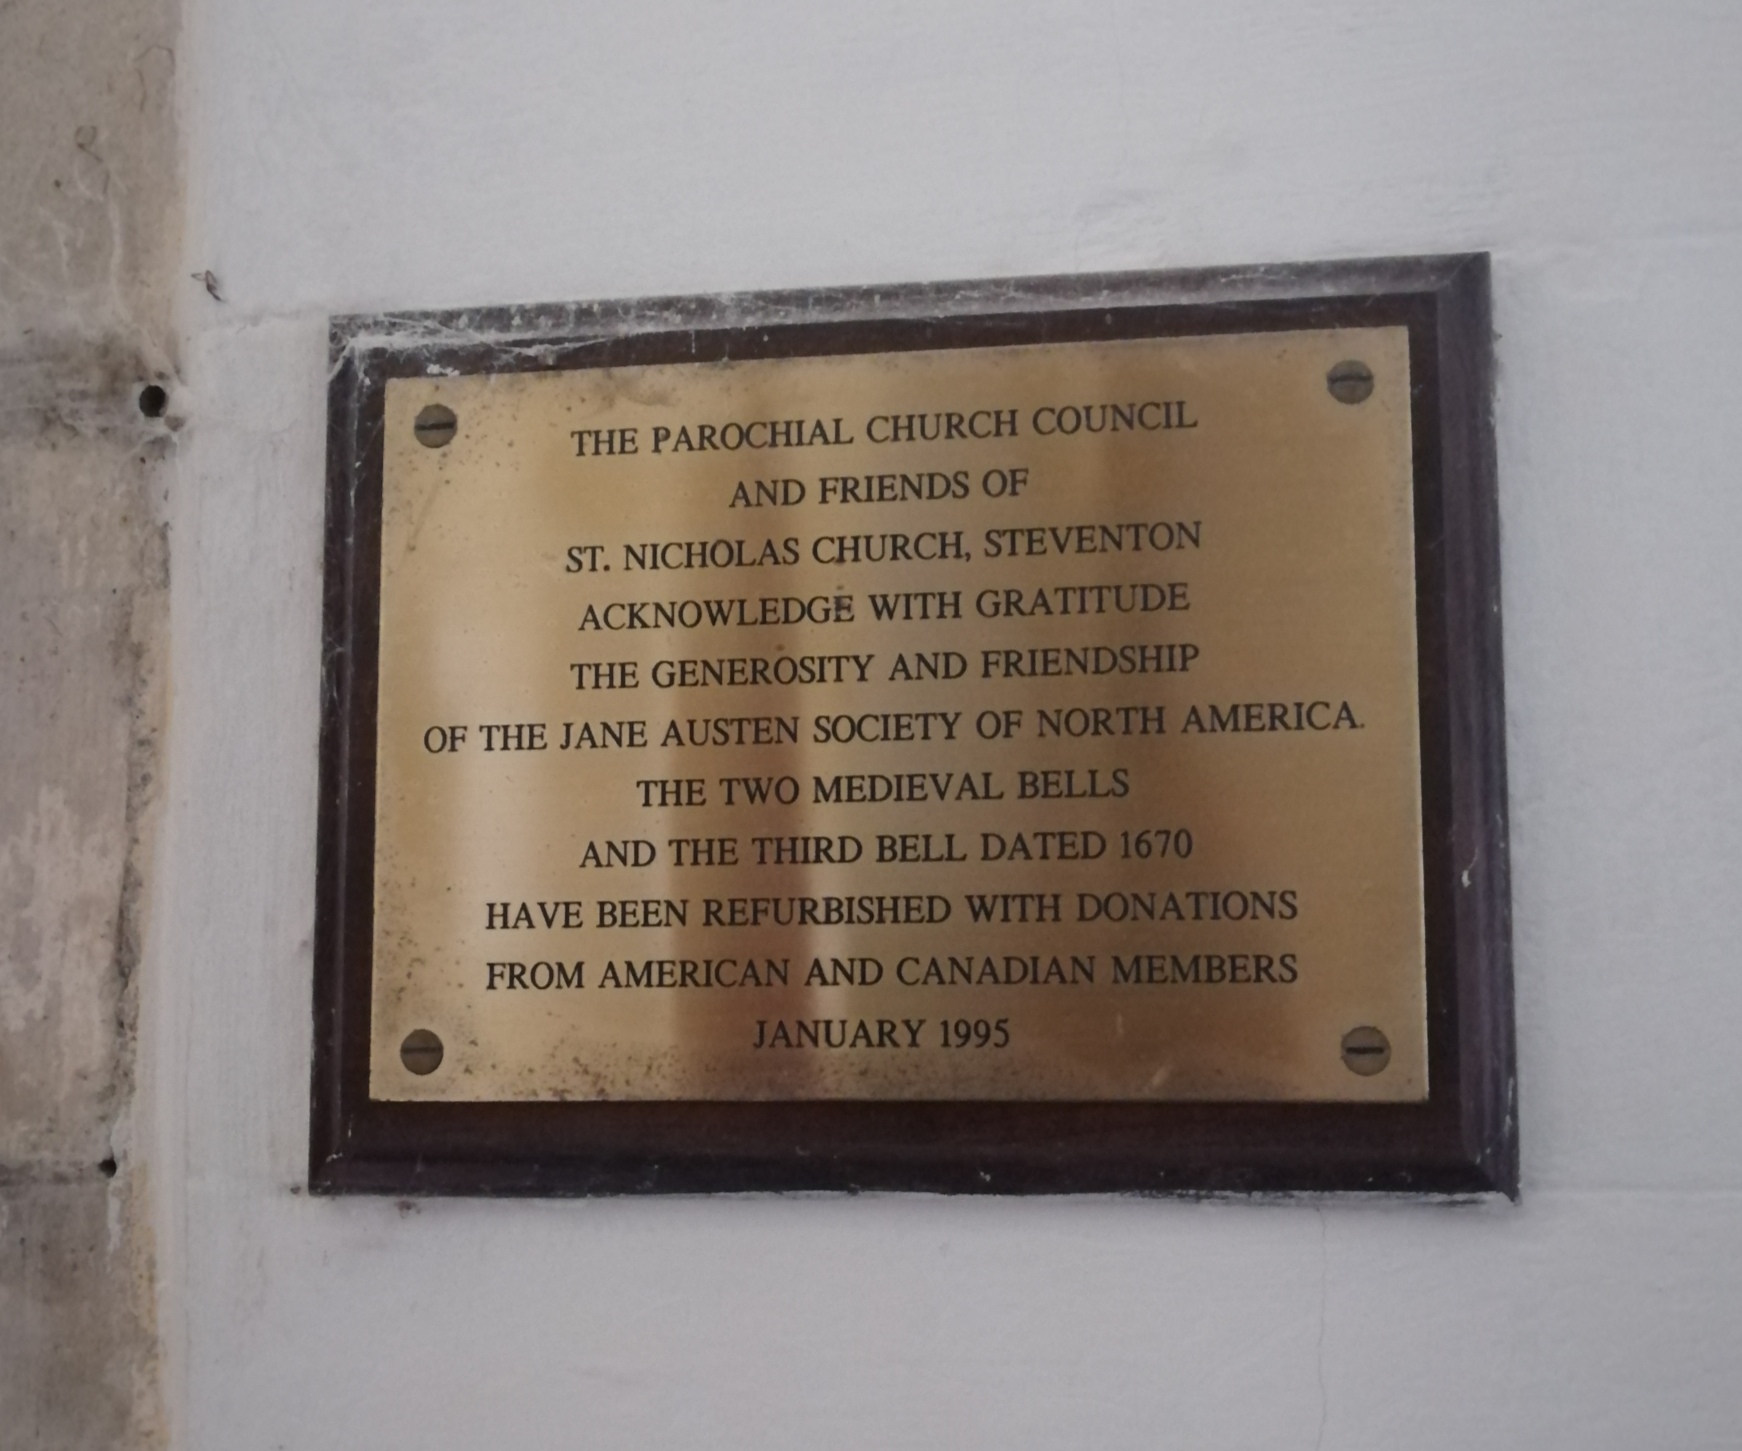 THE PAROCHIAL CHURCH COUNCIL
AND FRIENDS OF
ST. NICHOLAS CHURCH, STEVENTON
ACKNOWLEDGE WITH GRATITUDE
THE GENEROSITY AND FRIENDSHIP
OF THE JANE AUSTEN SOCIETY OF NORTH AMERICA.
THE TWO MEDIEVAL BELLS
AND THE THIRD BELL DATED 1670
HAVE BEEN REFURBISHED WITH DONATIONS
FROM AMERICAN AND CANADIAN MEMBERS
JANUARY 1995